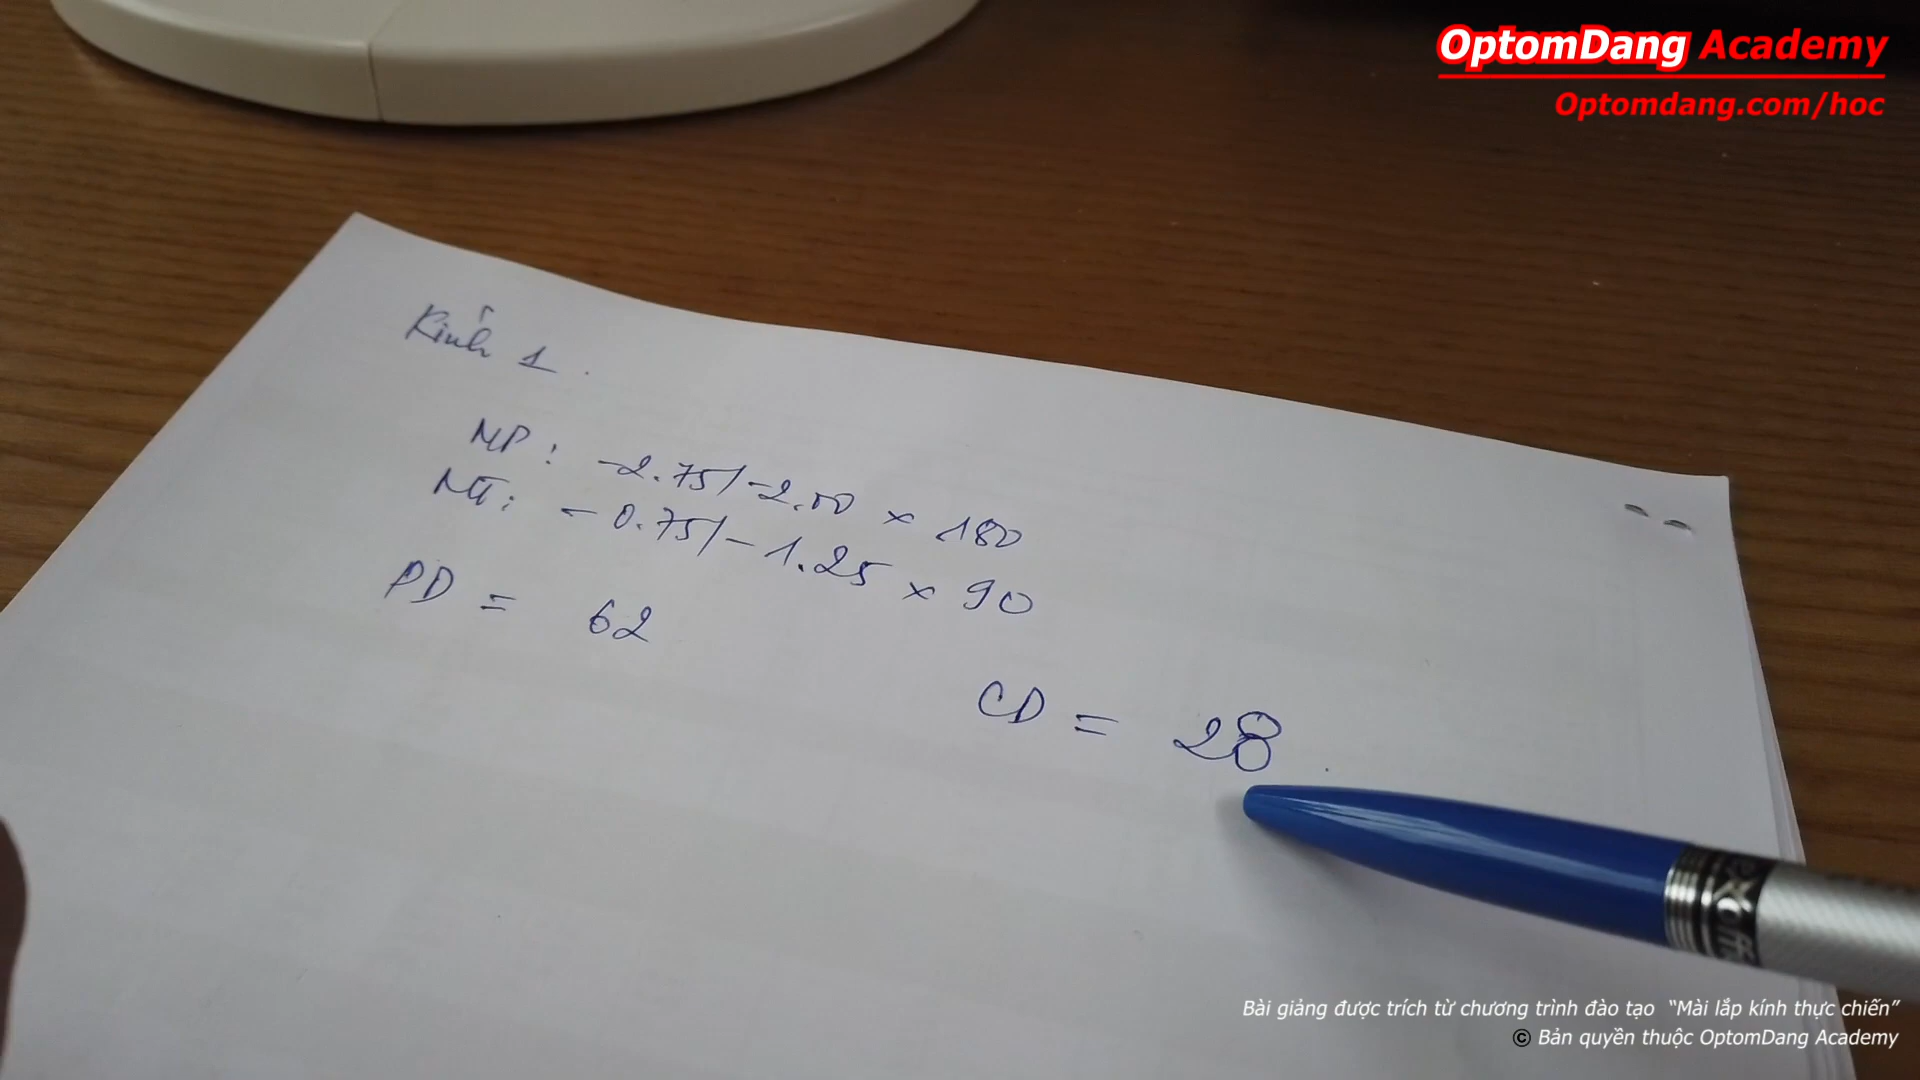 OptomDang Academy
Optomdang.com/hoc
Kính 1.
MP: -2.75/-2.00 x 180
MT: -0.75/-1.25 x 90
PD = 62
CD = 28
Bài giảng được trích từ chương trình đào tạo “Mài lắp kính thực chiến”
© Bản quyền thuộc OptomDang Academy